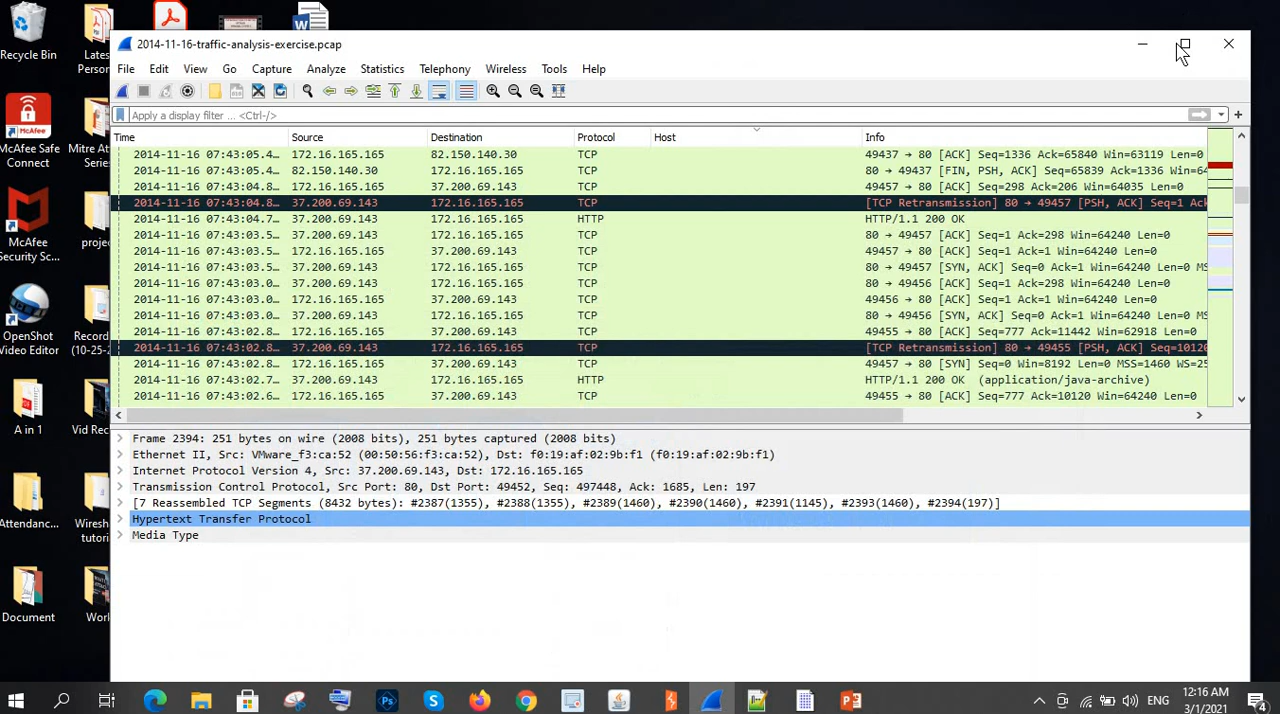 Recycle Bin
Lates
Person
2014-11-16-traffic-analysis-exercise.pcap
File Edit View Go Capture Analyze Statistics Telephony Wireless Tools Help
Apply a display filter ... <Ctrl-/>
Time Source Destination Protocol Host Info
2014-11-16 07:43:05.4… 172.16.165.165 82.150.140.30 TCP 49437 → 80 [ACK] Seq=1336 Ack=65840 Win=63119 Len=0
2014-11-16 07:43:05.4… 82.150.140.30 172.16.165.165 TCP 80 → 49437 [FIN, PSH, ACK] Seq=65839 Ack=1336 Win=64
2014-11-16 07:43:04.8… 172.16.165.165 37.200.69.143 TCP 49457 → 80 [ACK] Seq=298 Ack=206 Win=64035 Len=0
2014-11-16 07:43:04.8… 37.200.69.143 172.16.165.165 TCP [TCP Retransmission] 80 → 49457 [PSH, ACK] Seq=1 Ack
2014-11-16 07:43:04.7… 37.200.69.143 172.16.165.165 HTTP HTTP/1.1 200 OK
2014-11-16 07:43:03.5… 37.200.69.143 172.16.165.165 TCP 80 → 49457 [ACK] Seq=1 Ack=298 Win=64240 Len=0
2014-11-16 07:43:03.5… 172.16.165.165 37.200.69.143 TCP 49457 → 80 [ACK] Seq=1 Ack=1 Win=64240 Len=0
2014-11-16 07:43:03.5… 37.200.69.143 172.16.165.165 TCP 80 → 49457 [SYN, ACK] Seq=0 Ack=1 Win=64240 Len=0 MS
2014-11-16 07:43:03.0… 37.200.69.143 172.16.165.165 TCP 80 → 49456 [ACK] Seq=1 Ack=298 Win=64240 Len=0
2014-11-16 07:43:03.0… 172.16.165.165 37.200.69.143 TCP 49456 → 80 [ACK] Seq=1 Ack=1 Win=64240 Len=0
2014-11-16 07:43:03.0… 37.200.69.143 172.16.165.165 TCP 80 → 49456 [SYN, ACK] Seq=0 Ack=1 Win=64240 Len=0 MS
2014-11-16 07:43:02.8… 172.16.165.165 37.200.69.143 TCP 49455 → 80 [ACK] Seq=777 Ack=11442 Win=62918 Len=0
2014-11-16 07:43:02.8… 37.200.69.143 172.16.165.165 TCP [TCP Retransmission] 80 → 49455 [PSH, ACK] Seq=10120
2014-11-16 07:43:02.8… 172.16.165.165 37.200.69.143 TCP 49457 → 80 [SYN] Seq=0 Win=8192 Len=0 MSS=1460 WS=25
2014-11-16 07:43:02.7… 37.200.69.143 172.16.165.165 HTTP HTTP/1.1 200 OK (application/java-archive)
2014-11-16 07:43:02.6… 172.16.165.165 37.200.69.143 TCP 49455 → 80 [ACK] Seq=777 Ack=10120 Win=64240 Len=0
Frame 2394: 251 bytes on wire (2008 bits), 251 bytes captured (2008 bits)
Ethernet II, Src: VMware_f3:ca:52 (00:50:56:f3:ca:52), Dst: f0:19:af:02:9b:f1 (f0:19:af:02:9b:f1)
Internet Protocol Version 4, Src: 37.200.69.143, Dst: 172.16.165.165
Transmission Control Protocol, Src Port: 80, Dst Port: 49452, Seq: 497448, Ack: 1685, Len: 197
[7 Reassembled TCP Segments (8432 bytes): #2387(1355), #2388(1355), #2389(1460), #2390(1460), #2391(1145), #2393(1460), #2394(197)]
Hypertext Transfer Protocol
Media Type
McAfee
McAfee
Safe
Connect
Mitre Atta
Series
McAfee
Security Sc...
proje
OpenShot
Video Editor
Record
(10-25-2
A in 1
Vid Rec
Attendanc...
Wiresh
tutori
Document
Work
ENG
12:16 AM
3/1/2021
4